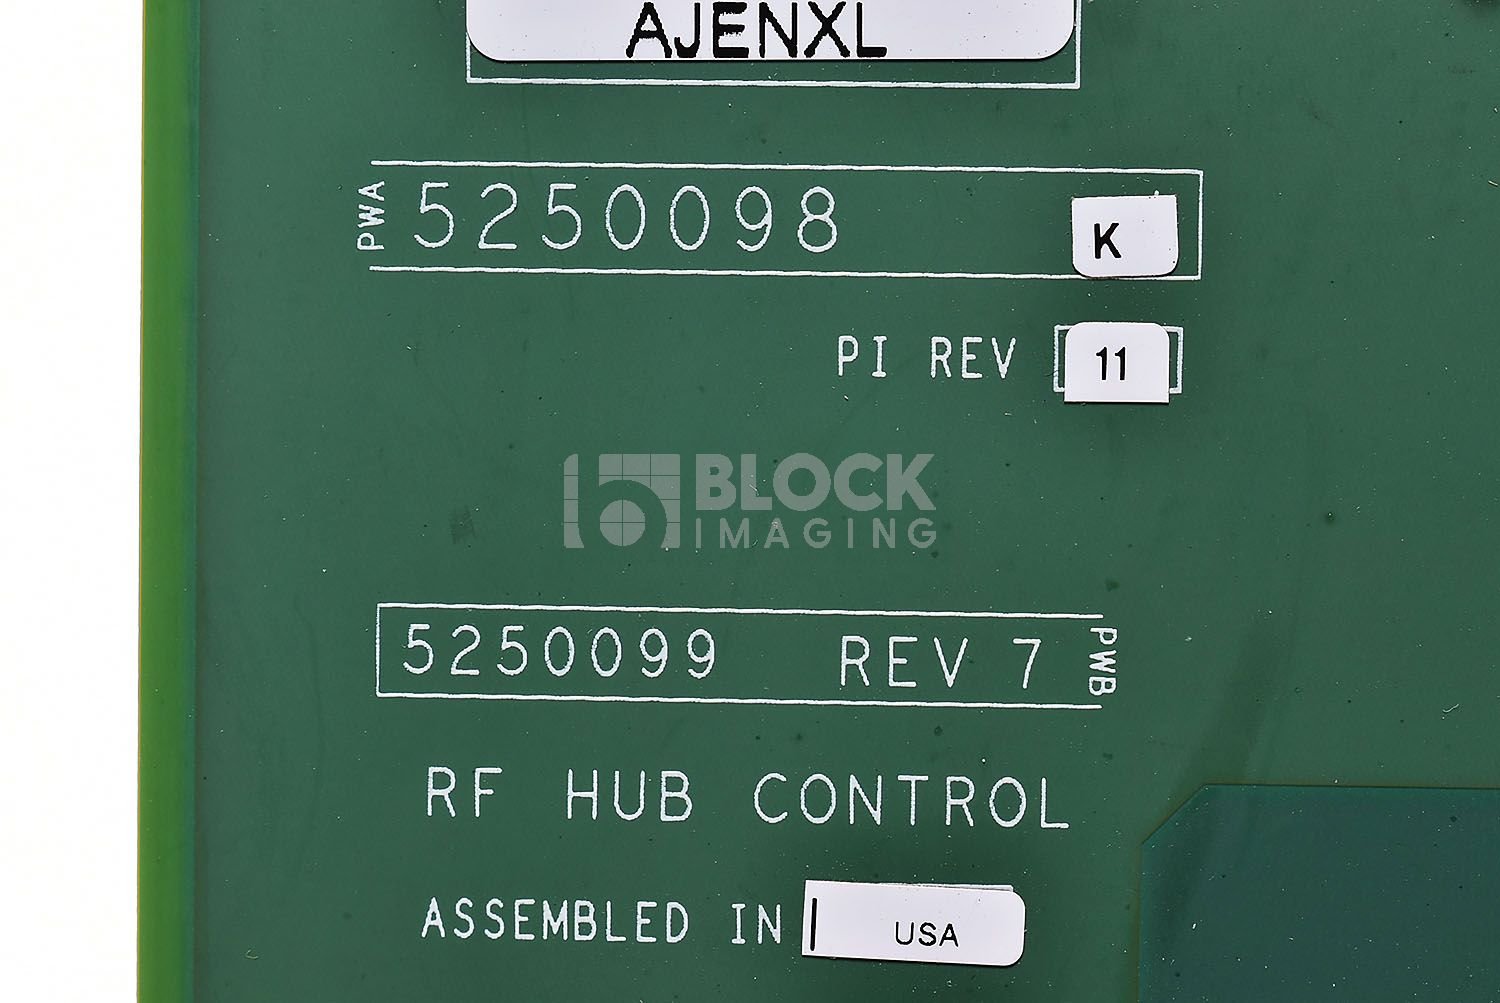 AJENXL
PWA 5250098 K
PI REV 11
BLOCK
IMAGING
5250099 REV 7 PWB
RF HUB CONTROL
ASSEMBLED IN USA